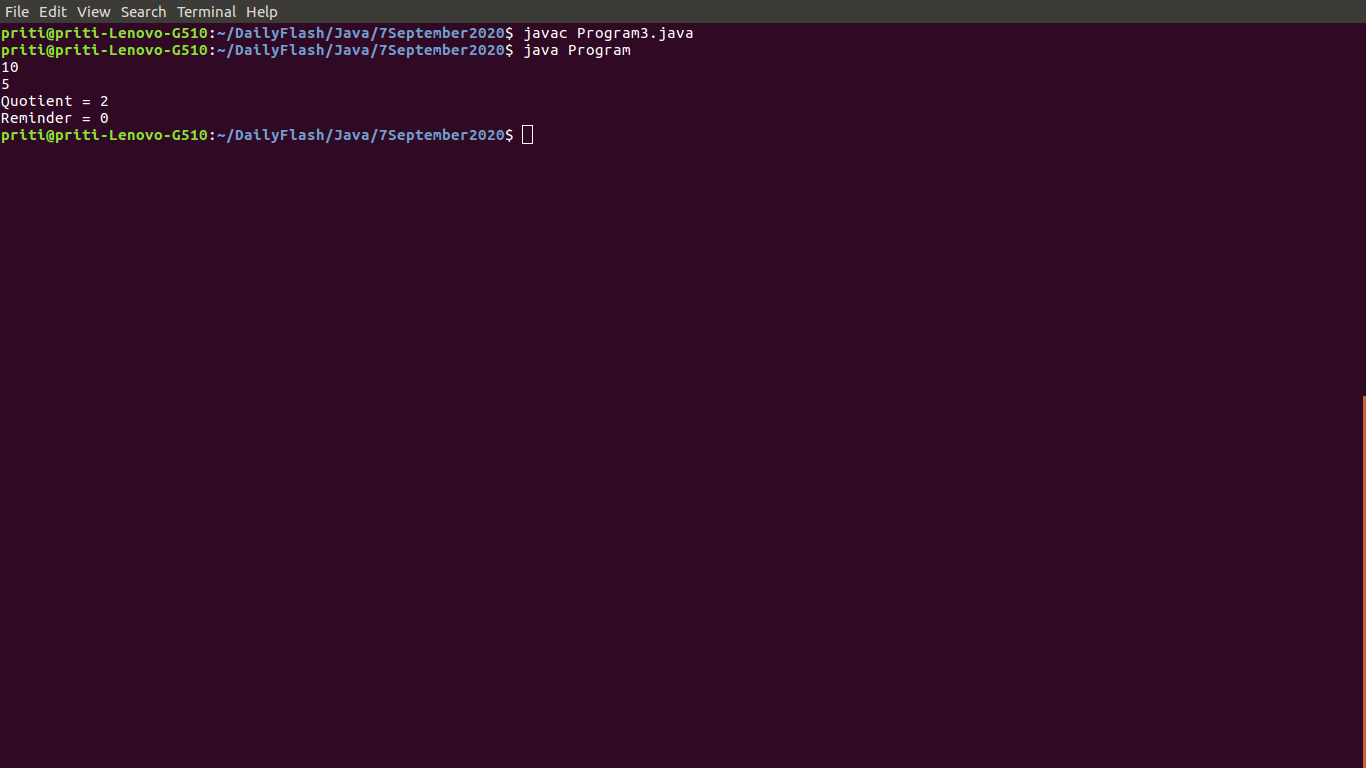 File Edit View Search Terminal Help
priti@priti-Lenovo-G510:~/DailyFlash/Java/7September2020$ javac Program3.java
priti@priti-Lenovo-G510:~/DailyFlash/Java/7September2020$ java Program
10
5
Quotient = 2
Reminder = 0
priti@priti-Lenovo-G510:~/DailyFlash/Java/7September2020$